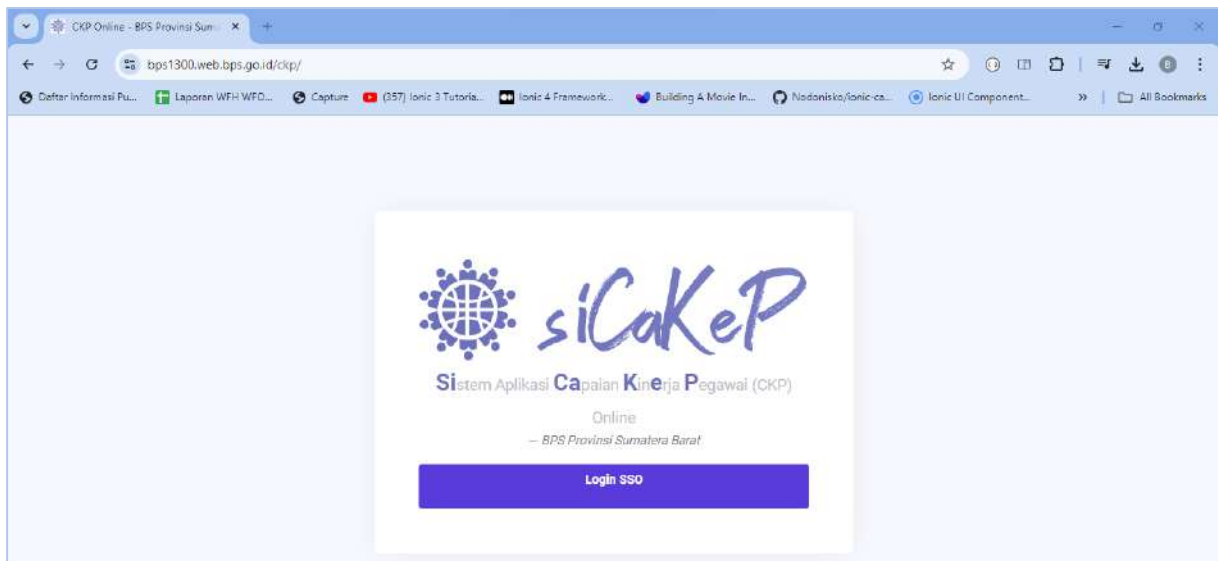 CKP Online - BPS Provinsi Sum
bps1300.web.bps.go.id/ckp/
Daftar Informasi Pu... Laporan WFH WFO... Capture (357) Ionic 3 Tutoria... Ionic 4 Framework... Building A Movie In... Nodonisko/ionic-ca... Ionic UI Component... » All Bookmarks
siCaKeP
Sistem Aplikasi Capaian Kinerja Pegawai (CKP)
Online
— BPS Provinsi Sumatera Barat
Login SSO